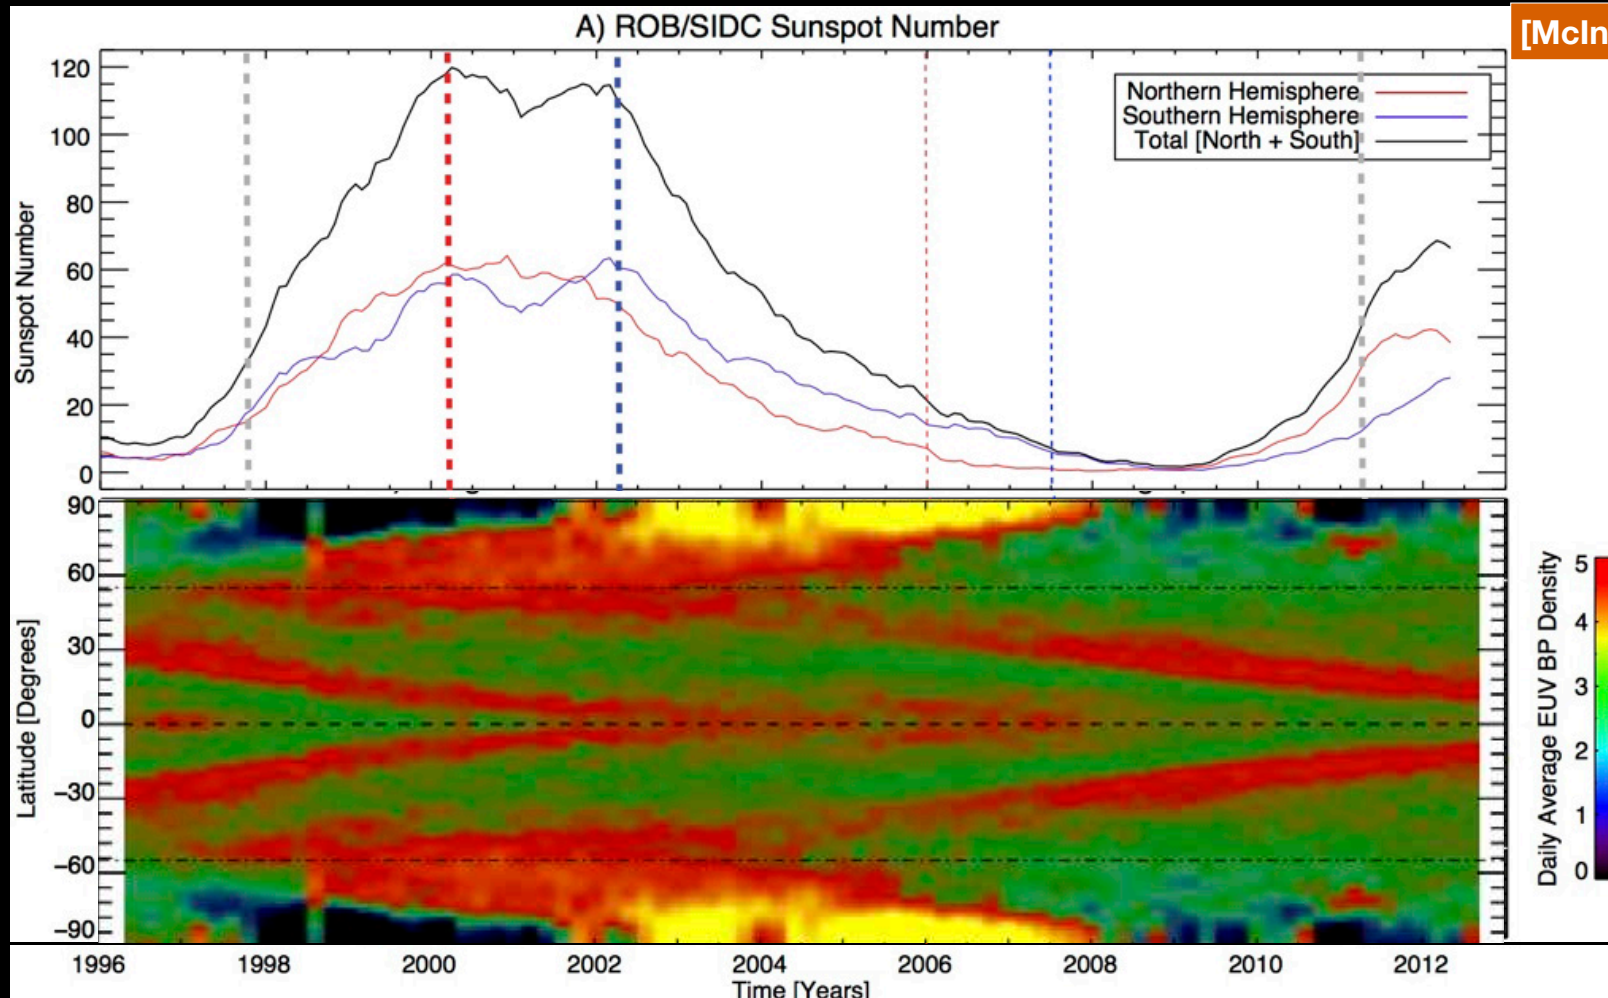 A) ROB/SIDC Sunspot Number
[McIn
120
100
80
60
40
20
0
Sunspot Number
Northern Hemisphere
Southern Hemisphere
Total [North + South]
90
60
30
0
−30
−60
−90
Latitude [Degrees]
5
4
3
2
1
0
Daily Average EUV BP Density
1996 1998 2000 2002 2004 2006 2008 2010 2012
Time [Years]